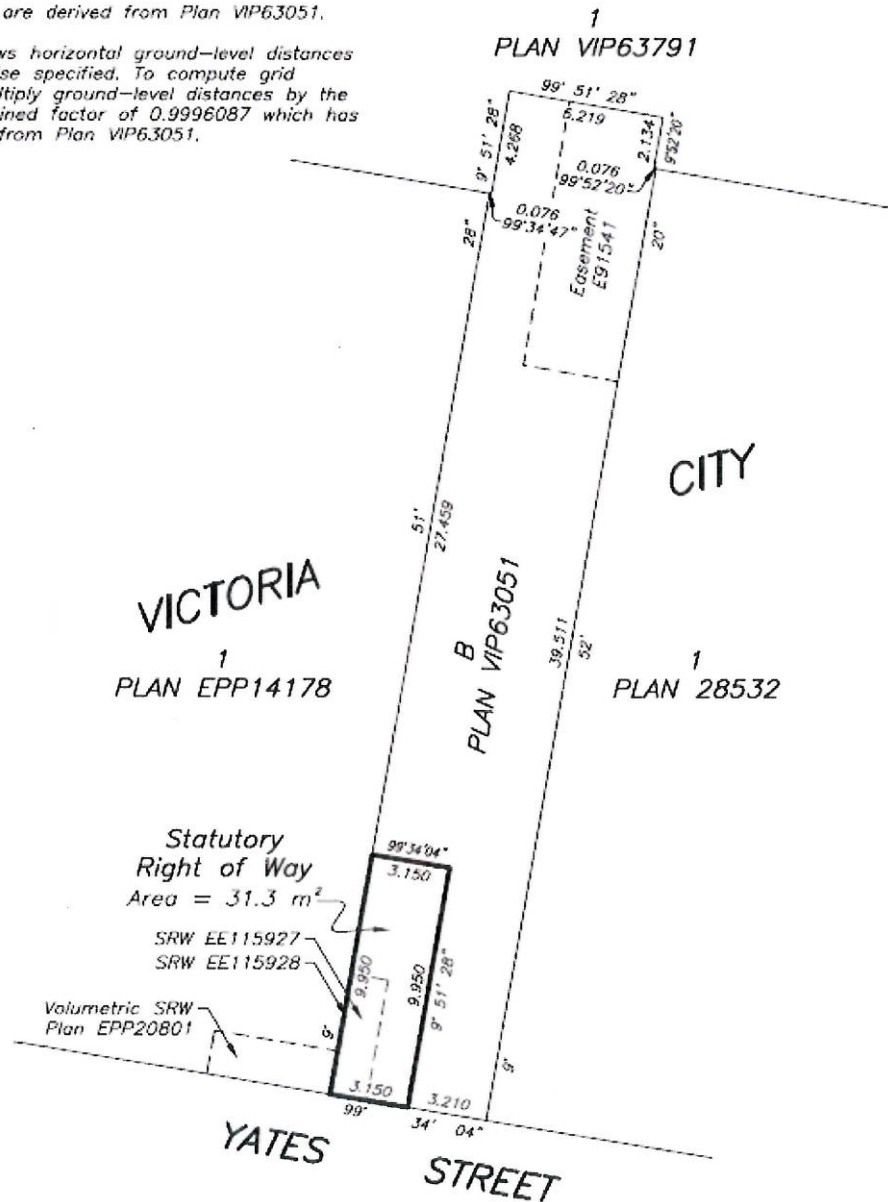 are derived from Plan VIP63051.
ws horizontal ground-level distances
se specified. To compute grid
tiply ground-level distances by the
ined factor of 0.9996087 which has
from Plan VIP63051.
1
PLAN VIP63791
99° 51' 28"
6.219
9° 51' 28"
4.268
2.134
9°52'20"
0.076
99°52'20"
0.076
99°34'47"
28"
20"
Easement
E91541
CITY
51'
27.459
VICTORIA
1
PLAN EPP14178
B
PLAN VIP63051
39.511
52'
1
PLAN 28532
Statutory
Right of Way
Area = 31.3 m²
99°34'04"
3.150
SRW EE115927
SRW EE115928
9.950
9.950
9° 51' 28"
Volumetric SRW
Plan EPP20801
9°
9°
3.150
3.210
99°
34'
04"
YATES
STREET